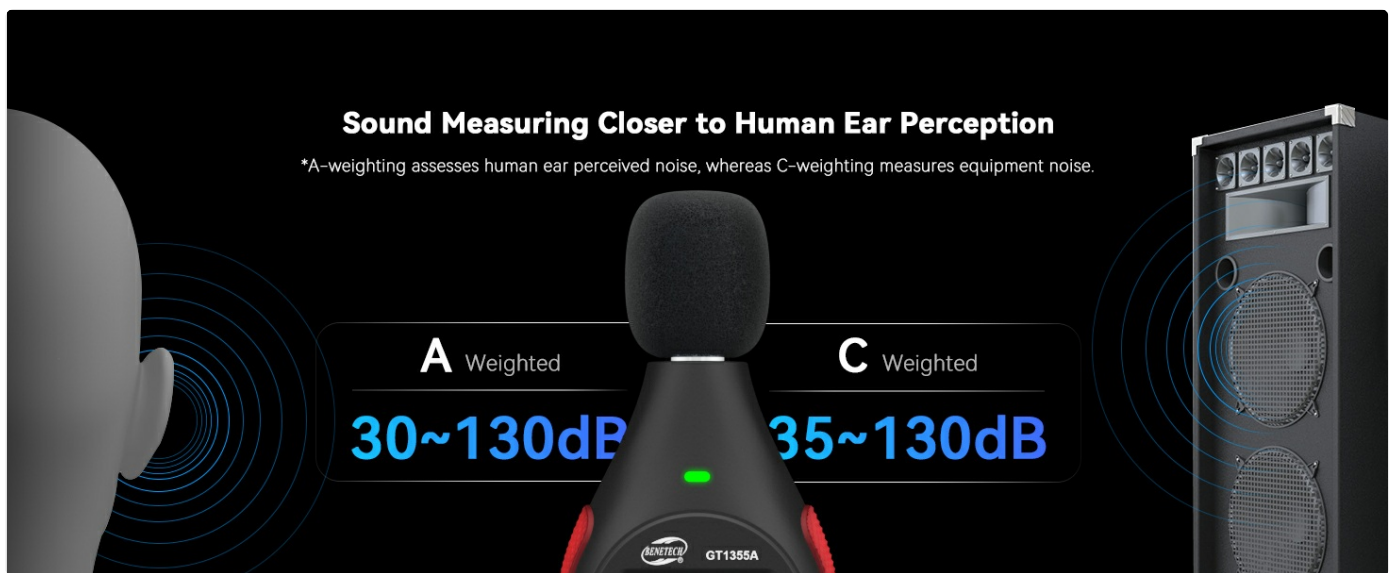 Sound Measuring Closer to Human Ear Perception
*A-weighting assesses human ear perceived noise, whereas C-weighting measures equipment noise.
A Weighted
30~130dB
C Weighted
35~130dB
BENETECH® GT1355A